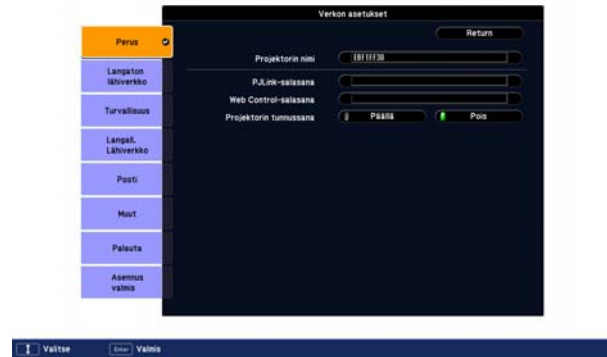 Verkon asetukset
Return
Perus
Projektorin nimi
Langaton
lähiverkko
PJLink-salasana
Web Control-salasana
Turvallisuus
Projektorin tunnussana Päällä Pois
Langall.
Lähiverkko
Posti
Muut
Palauta
Asennus
valmis
Valitse Enter Valmis